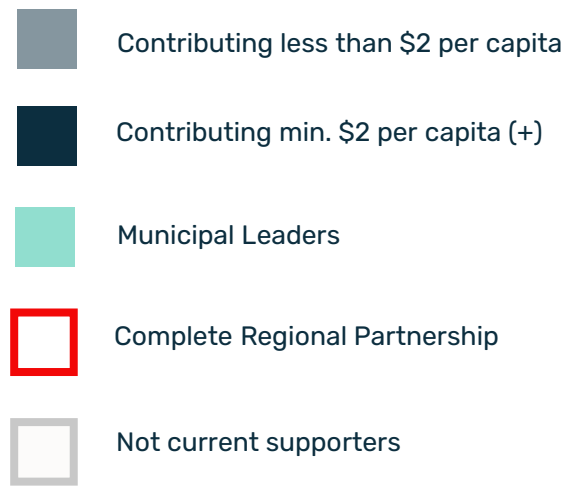 Contributing less than $2 per capita
Contributing min. $2 per capita (+)
Municipal Leaders
Complete Regional Partnership
Not current supporters